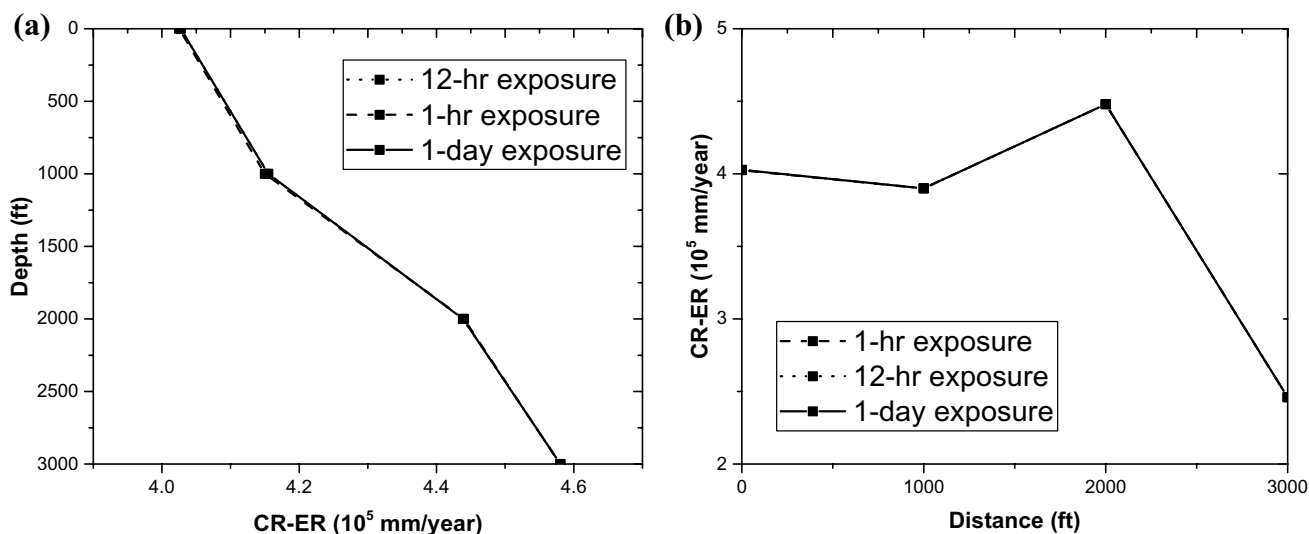 (a)
0
500
1000
1500
2000
2500
3000
Depth (ft)
12-hr exposure
1-hr exposure
1-day exposure
4.0 4.2 4.4 4.6
CR-ER (10⁵ mm/year)
(b)
5
4
3
2
CR-ER (10⁵ mm/year)
1-hr exposure
12-hr exposure
1-day exposure
0 1000 2000 3000
Distance (ft)